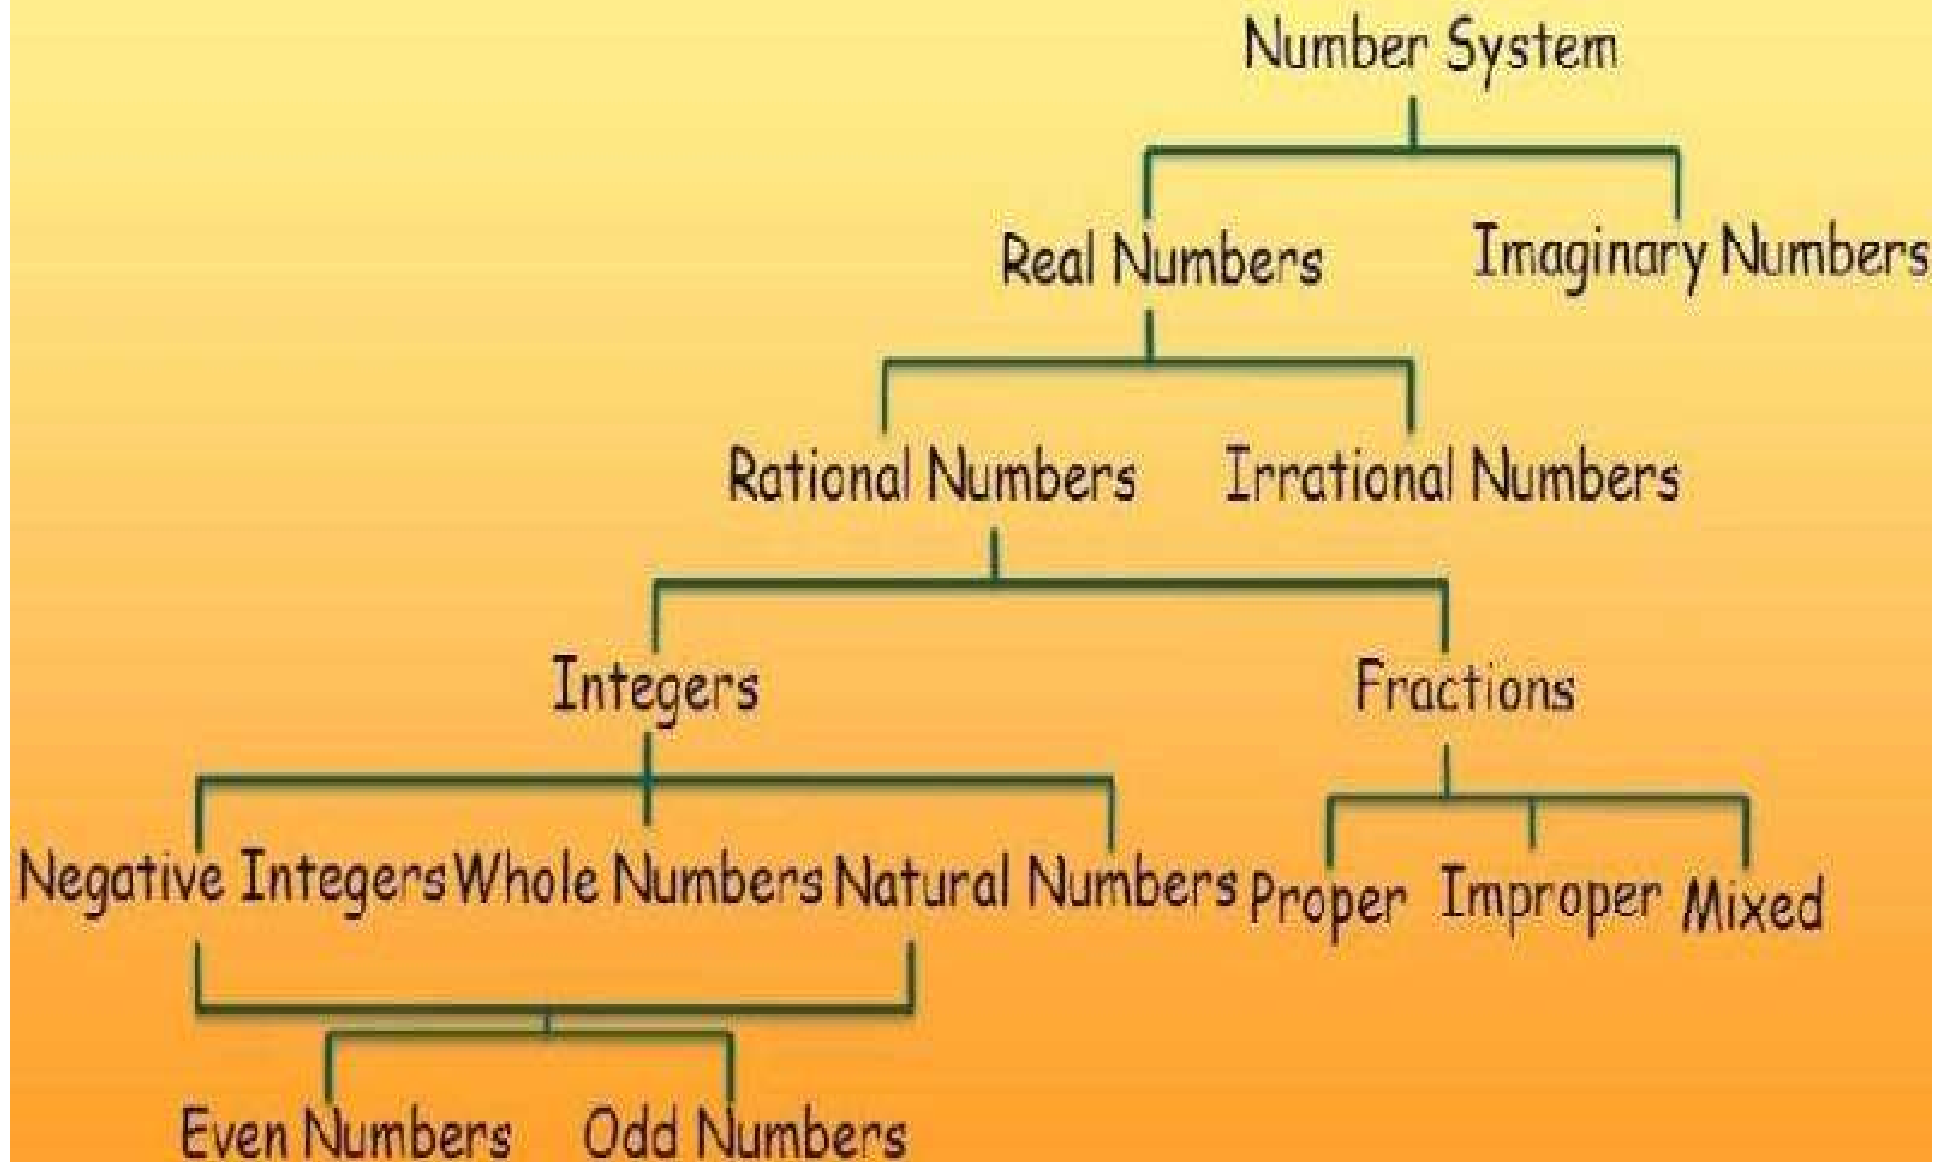 Number System
Real Numbers Imaginary Numbers
Rational Numbers Irrational Numbers
Integers Fractions
Negative Integers Whole Numbers Natural Numbers Proper Improper Mixed
Even Numbers Odd Numbers